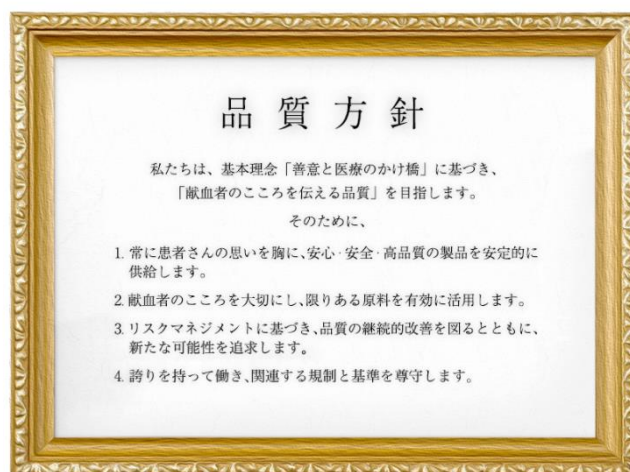 品質方針
私たちは、基本理念「善意と医療のかけ橋」に基づき、
「献血者のこころを伝える品質」を目指します。
そのために、
1. 常に患者さんの思いを胸に、安心・安全・高品質の製品を安定的に
供給します。
2. 献血者のこころを大切にし、限りある原料を有効に活用します。
3. リスクマネジメントに基づき、品質の継続的改善を図るとともに、
新たな可能性を追求します。
4. 誇りを持って働き、関連する規制と基準を尊守します。